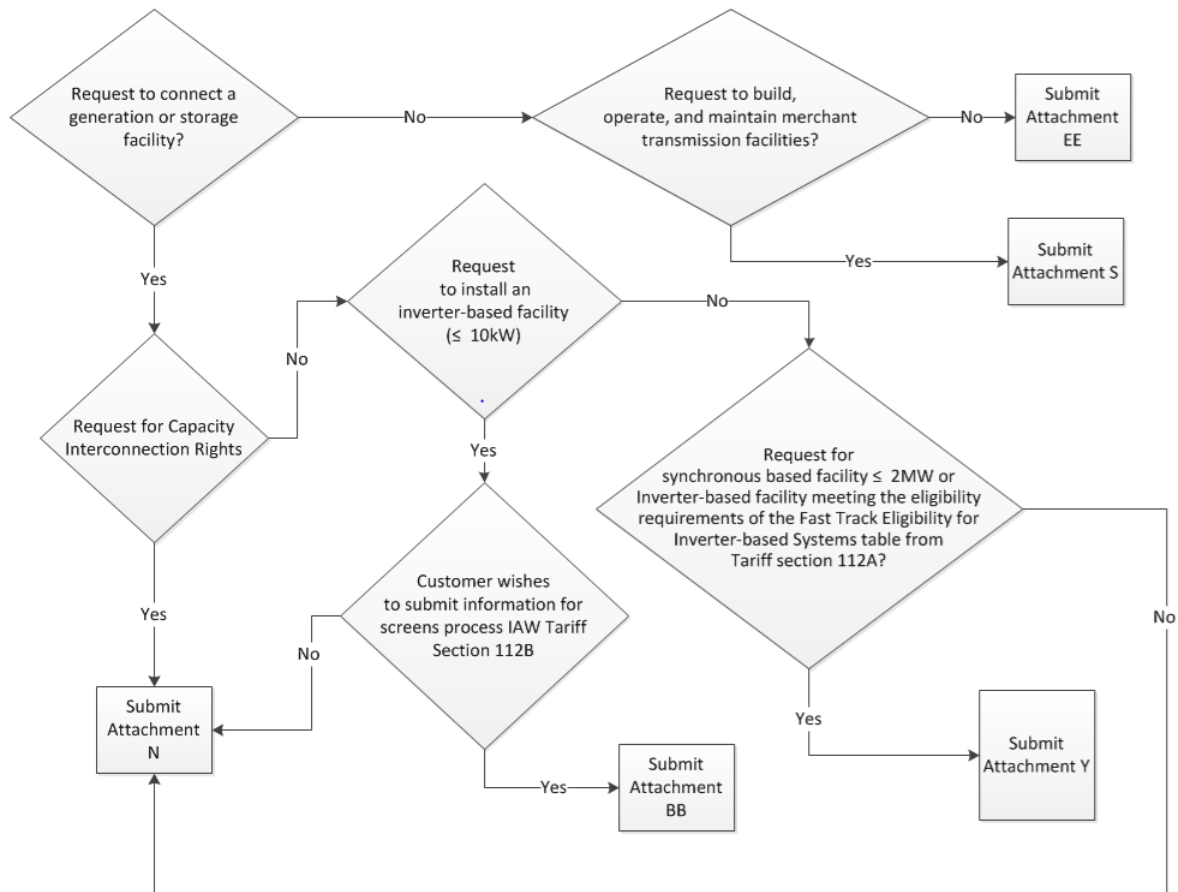 Request to connect a
generation or storage
facility?
No
Request to build,
operate, and maintain merchant
transmission facilities?
No
Submit
Attachment
EE
Yes
Submit
Attachment S
Yes
Request for Capacity
Interconnection Rights
No
Request
to install an
inverter-based facility
(≤ 10kW)
No
Yes
Request for
synchronous based facility ≤ 2MW or
Inverter-based facility meeting the eligibility
requirements of the Fast Track Eligibility for
Inverter-based Systems table from
Tariff section 112A?
No
Yes
Submit
Attachment Y
Customer wishes
to submit information for
screens process IAW Tariff
Section 112B
No
Yes
Submit
Attachment
BB
Yes
Submit
Attachment
N